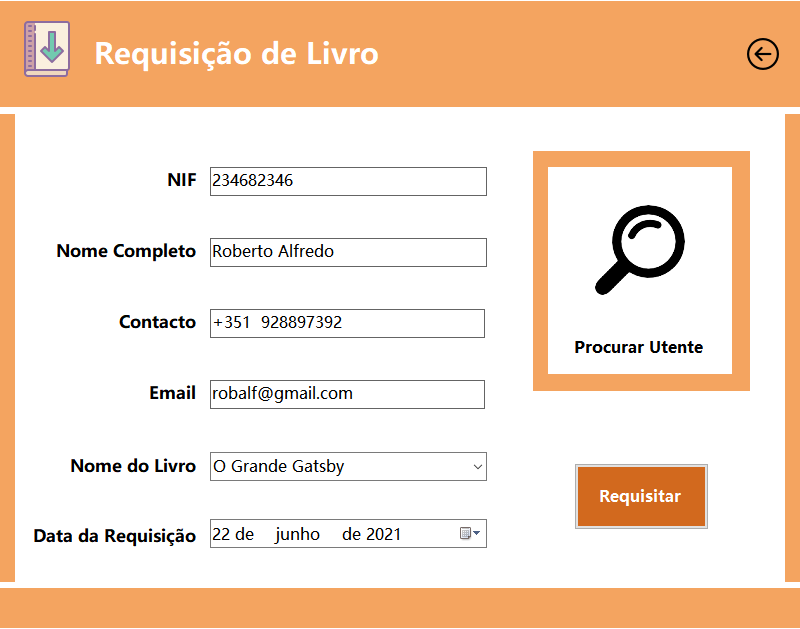 Requisição de Livro
NIF 234682346
Nome Completo Roberto Alfredo
Contacto +351 928897392
Email robalf@gmail.com
Nome do Livro O Grande Gatsby
Data da Requisição 22 de junho de 2021
Procurar Utente
Requisitar